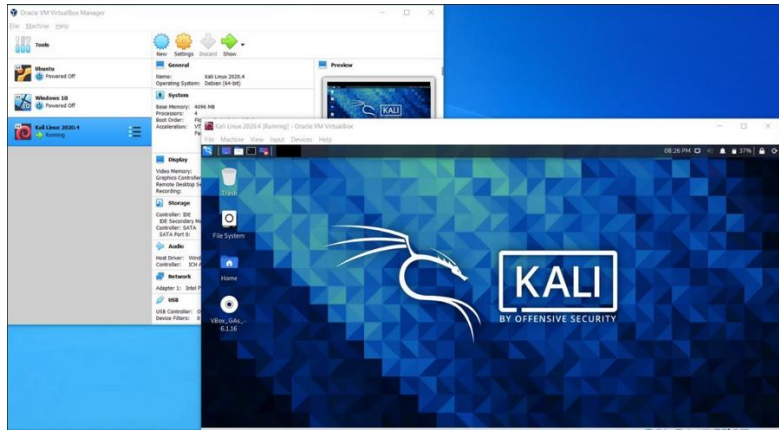 Oracle VM VirtualBox Manager
File Machine Help
Tools
New Settings Discard Show
Ubuntu
Powered Off
Windows 10
Powered Off
Kali Linux 2020.4
Running
General
Name: Kali Linux 2020.4
Operating System: Debian (64-bit)
System
Base Memory: 4096 MB
Processors: 4
Boot Order:
Acceleration:
Display
Video Memory:
Graphics Controller
Remote Desktop
Recording:
Storage
Controller: IDE
IDE Secondary
Controller: SATA
SATA Port 0:
Audio
Host Driver:
Controller: ICH
Network
Adapter 1: Intel
USB
USB Controller:
Device Filters:
Preview
Kali Linux 2020.4 [Running] - Oracle VM VirtualBox
File Machine View Input Devices Help
08:26 PM
37%
Trash
File System
Home
VBox_GAs_-
6.1.16
KALI
BY OFFENSIVE SECURITY